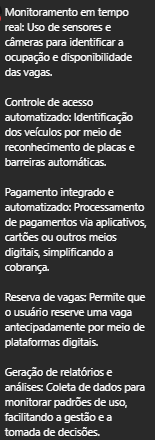 Monitoramento em tempo
real: Uso de sensores e
câmeras para identificar a
ocupação e disponibilidade
das vagas.
Controle de acesso
automatizado: Identificação
dos veículos por meio de
reconhecimento de placas e
barreiras automáticas.
Pagamento integrado e
automatizado: Processamento
de pagamentos via aplicativos,
cartões ou outros meios
digitais, simplificando a
cobrança.
Reserva de vagas: Permite que
o usuário reserve uma vaga
antecipadamente por meio de
plataformas digitais.
Geração de relatórios e
análises: Coleta de dados para
monitorar padrões de uso,
facilitando a gestão e a
tomada de decisões.